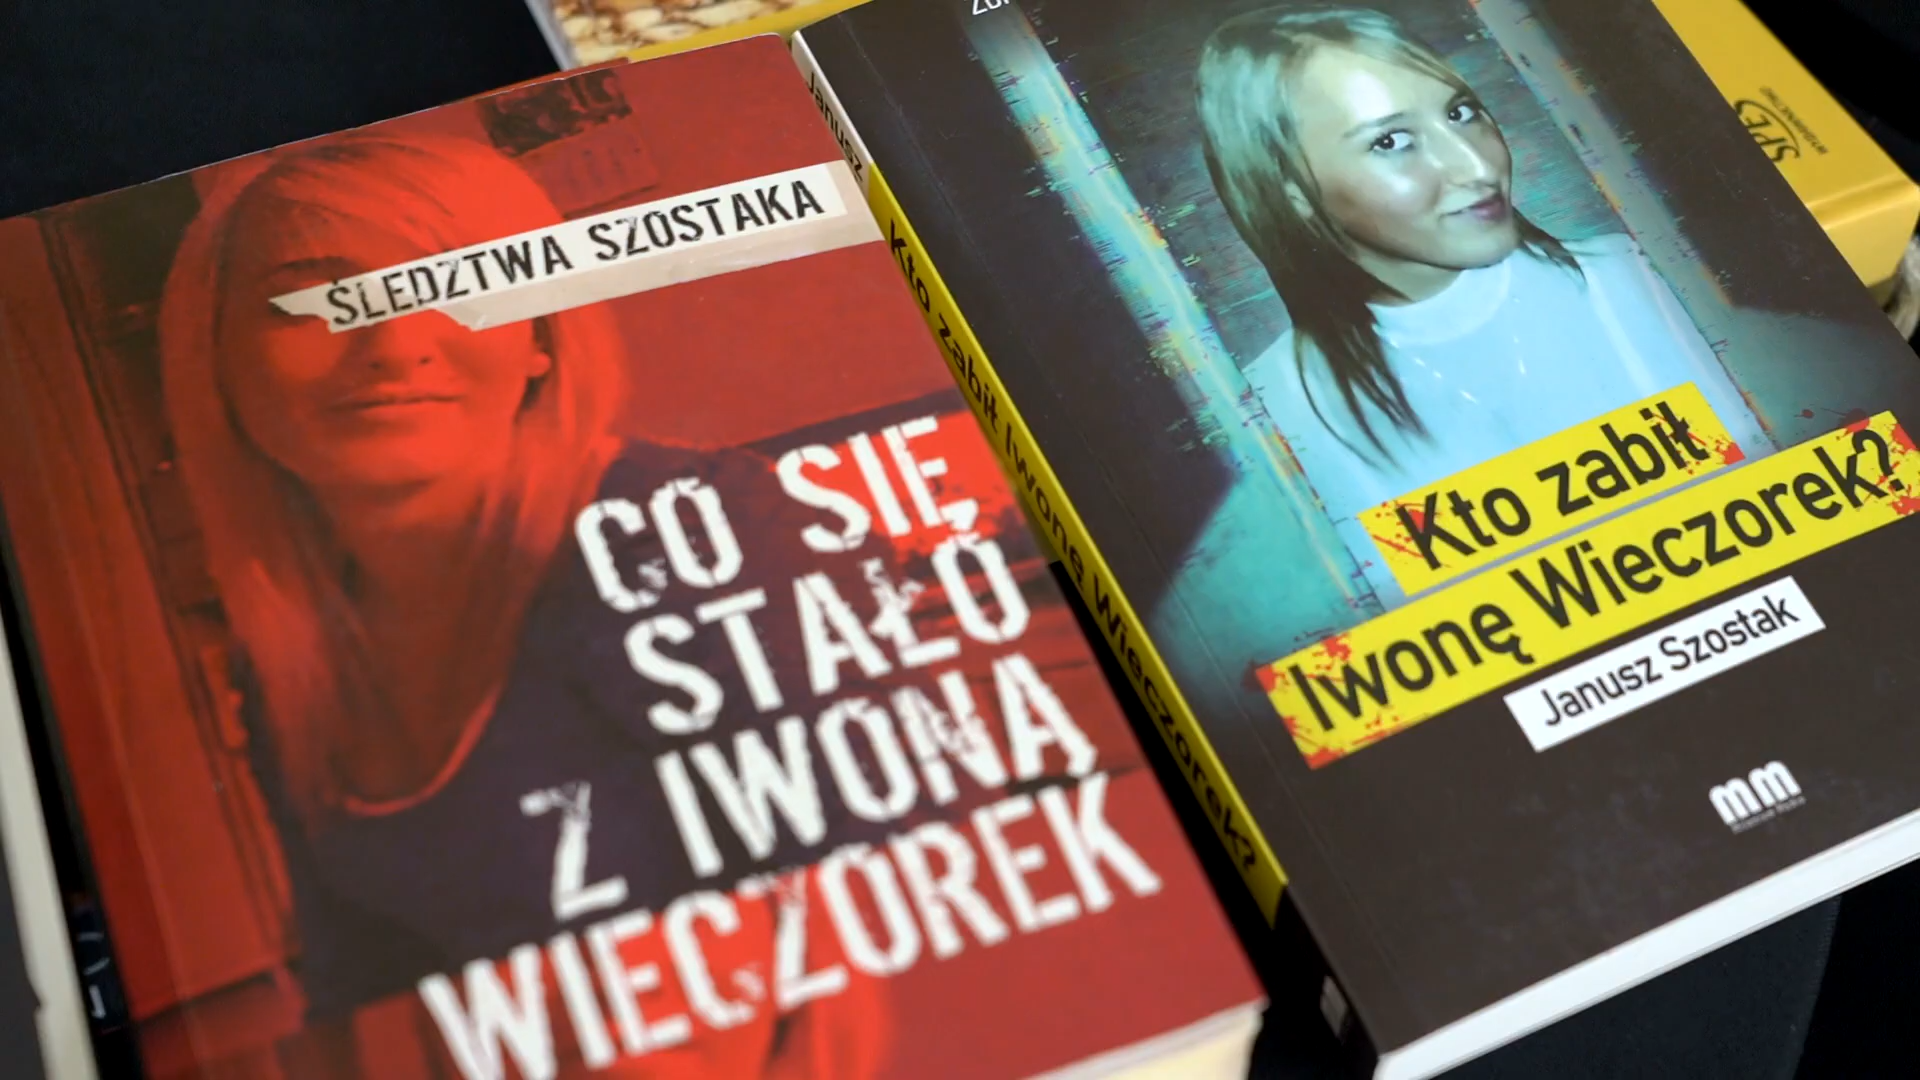 ŚLEDZTWA SZOSTAKA
CO SIĘ
STAŁO
Z IWONĄ
WIECZOREK
Janusz
Kto zabił Iwonę Wieczorek?
Kto zabił
Iwonę Wieczorek?
Janusz Szostak
mm